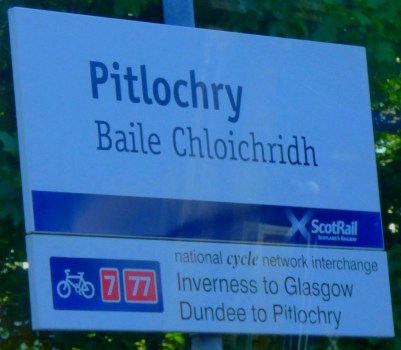 Pitlochry
Baile Chloichridh
ScotRail
SCOTLAND'S RAILWAY
7 77
national cycle network interchange
Inverness to Glasgow
Dundee to Pitlochry